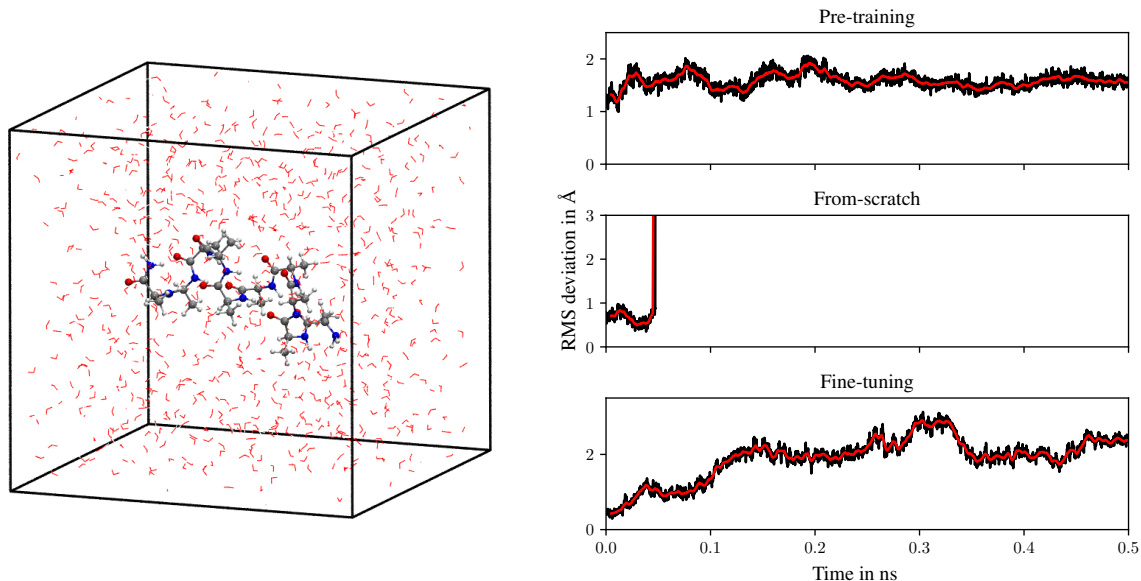 Pre-training
2
1
0
From-scratch
RMS deviation in Å
3
2
1
0
Fine-tuning
2
0
0.0 0.1 0.2 0.3 0.4 0.5
Time in ns